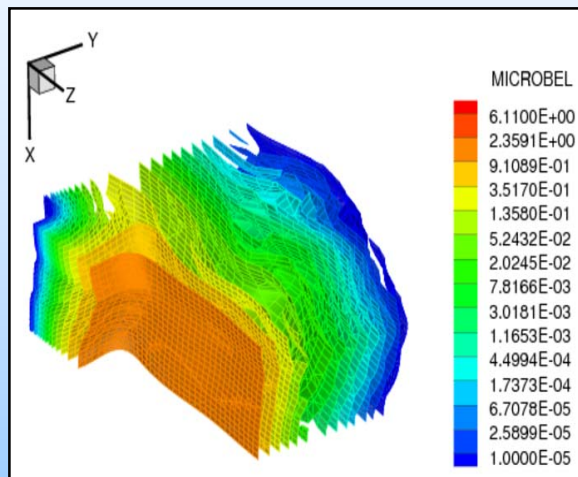 Y
Z
X
MICROBEL
6.1100E+00
2.3591E+00
9.1089E-01
3.5170E-01
1.3580E-01
5.2432E-02
2.0245E-02
7.8166E-03
3.0181E-03
1.1653E-03
4.4994E-04
1.7373E-04
6.7078E-05
2.5899E-05
1.0000E-05